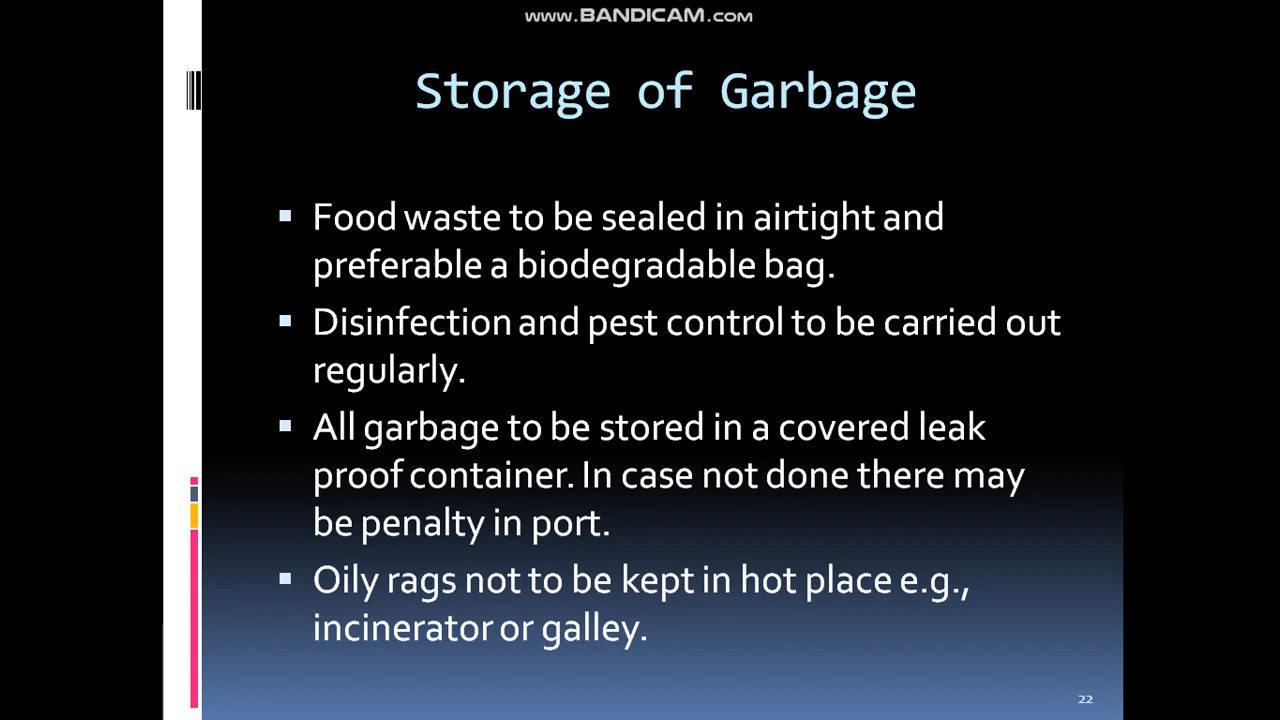 www.BANDICAM.com
Storage of Garbage
▪ Food waste to be sealed in airtight and
preferable a biodegradable bag.
▪ Disinfection and pest control to be carried out
regularly.
▪ All garbage to be stored in a covered leak
proof container. In case not done there may
be penalty in port.
▪ Oily rags not to be kept in hot place e.g.,
incinerator or galley.
22